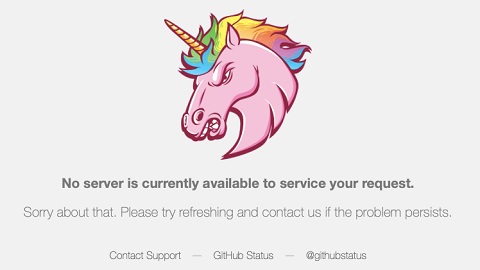 No server is currently available to service your request.
Sorry about that. Please try refreshing and contact us if the problem persists.
Contact Support — GitHub Status — @githubstatus